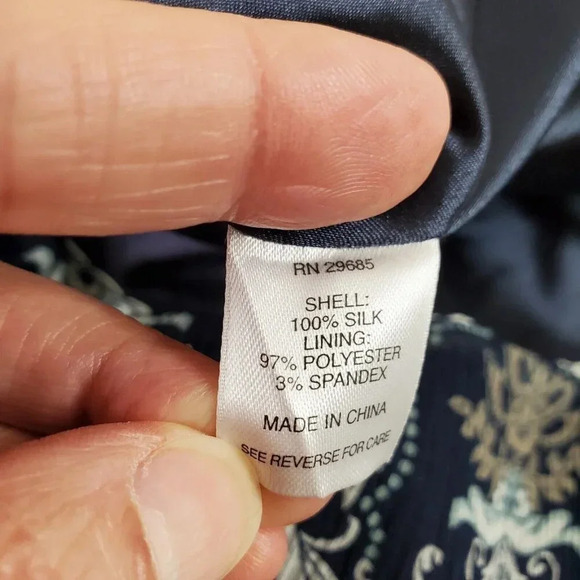 RN 29685
SHELL:
100% SILK
LINING:
97% POLYESTER
3% SPANDEX
MADE IN CHINA
SEE REVERSE FOR CARE